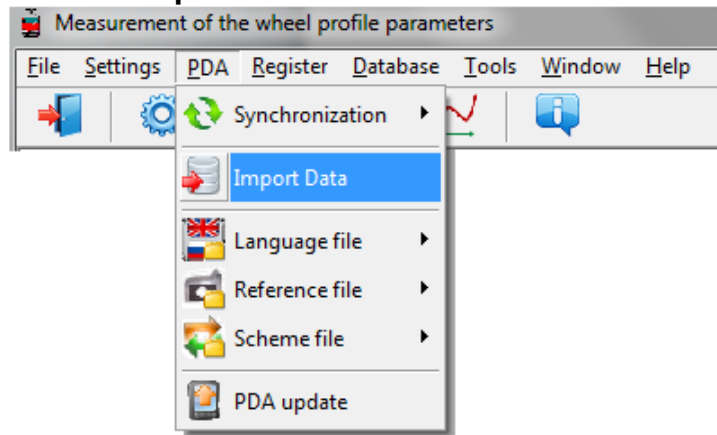 Measurement of the wheel profile parameters
File Settings PDA Register Database Tools Window Help
Synchronization
Import Data
Language file
Reference file
Scheme file
PDA update